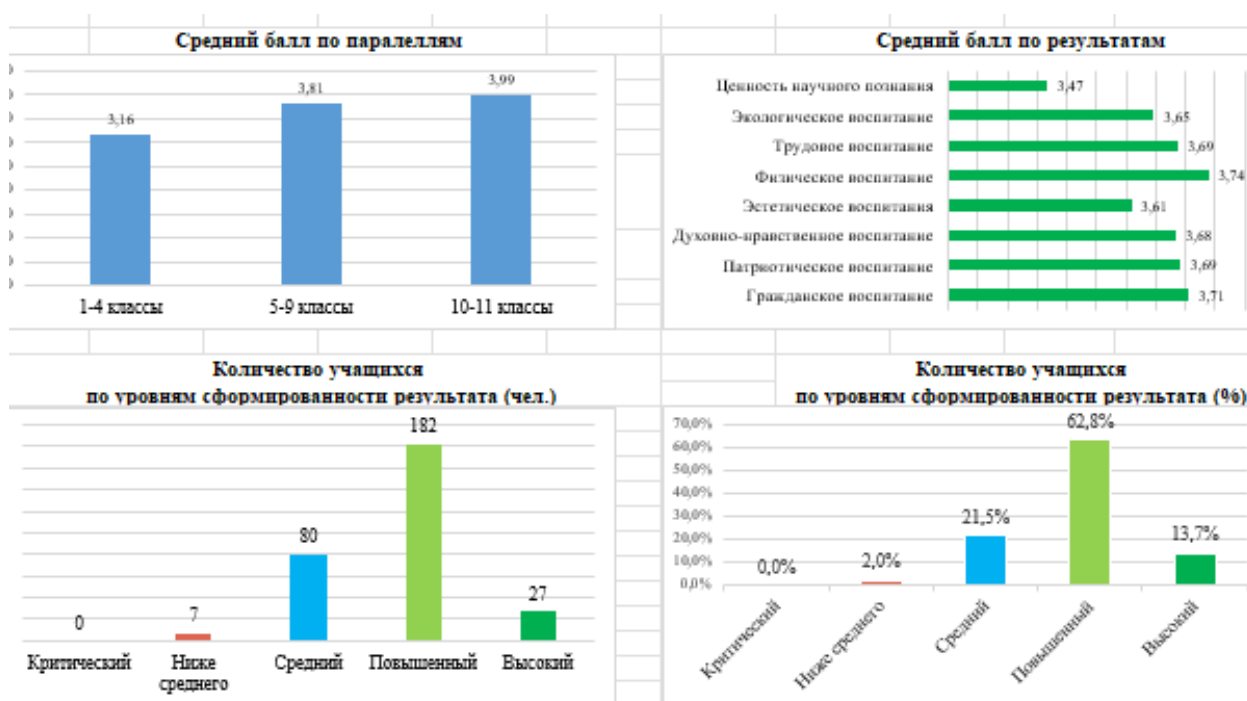 Средний балл по паралеллям
3,16
3,81
3,99
1-4 классы
5-9 классы
10-11 классы
Средний балл по результатам
Ценность научного познания
3,47
Экологическое воспитание
3,65
Трудовое воспитание
3,69
Физическое воспитание
3,74
Эстетическое воспитания
3,61
Духовно-нравственное воспитание
3,68
Патриотическое воспитание
3,69
Гражданское воспитание
3,71
Количество учащихся
по уровням сформированности результата (чел.)
0
7
80
182
27
Критический
Ниже
среднего
Средний
Повышенный
Высокий
Количество учащихся
по уровням сформированности результата (%)
70,0%
60,0%
50,0%
40,0%
30,0%
20,0%
10,0%
0,0%
0,0%
2,0%
21,5%
62,8%
13,7%
Критический
Ниже среднего
Средний
Повышенный
Высокий